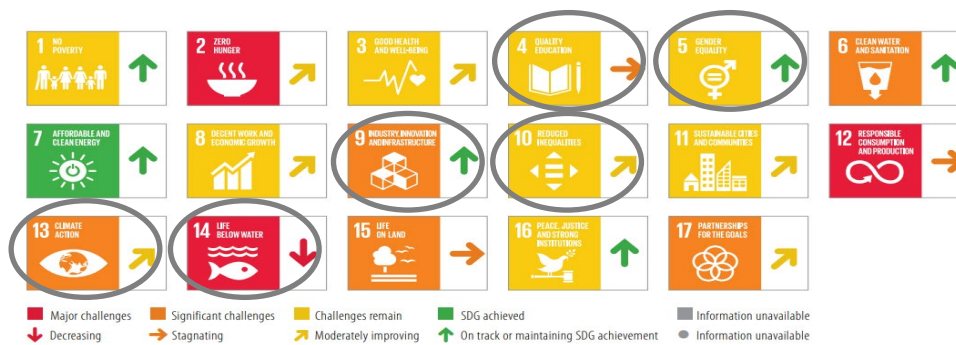 1 NO
POVERTY
2 ZERO
HUNGER
3 GOOD HEALTH
AND WELL-BEING
4 QUALITY
EDUCATION
5 GENDER
EQUALITY
6 CLEAN WATER
AND SANITATION
7 AFFORDABLE AND
CLEAN ENERGY
8 DECENT WORK AND
ECONOMIC GROWTH
9 INDUSTRY, INNOVATION
AND INFRASTRUCTURE
10 REDUCED
INEQUALITIES
11 SUSTAINABLE CITIES
AND COMMUNITIES
12 RESPONSIBLE
CONSUMPTION
AND PRODUCTION
13 CLIMATE
ACTION
14 LIFE
BELOW WATER
15 LIFE
ON LAND
16 PEACE, JUSTICE
AND STRONG
INSTITUTIONS
17 PARTNERSHIPS
FOR THE GOALS
Major challenges Significant challenges Challenges remain SDG achieved Information unavailable
Decreasing Stagnating Moderately improving On track or maintaining SDG achievement Information unavailable